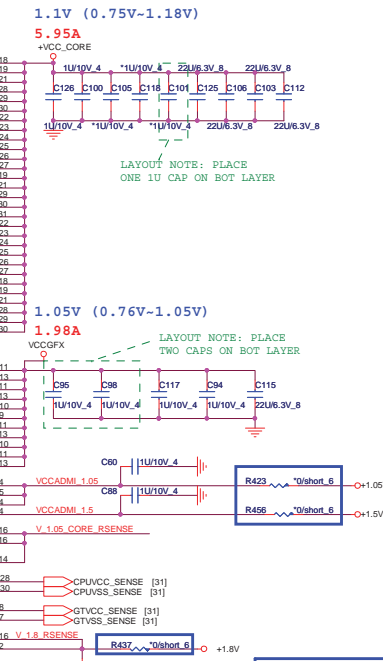 1.1V (0.75V~1.18V)
5.95A
+VCC_CORE
1U/10V_4 *1U/10V_4 22U/6.3V_8 22U/6.3V_8
C126 C100 C105 C118 C101 C125 C106 C103 C112
1U/10V_4 *1U/10V_4 *1U/10V_4 22U/6.3V_8 22U/6.3V_8
LAYOUT NOTE: PLACE
ONE 1U CAP ON BOT LAYER
1.05V (0.76V~1.05V)
1.98A
VCCGFX
LAYOUT NOTE: PLACE
TWO CAPS ON BOT LAYER
C95 C98 C117 C94 C115
1U/10V_4 1U/10V_4 1U/10V_4 1U/10V_4 22U/6.3V_8
C60 1U/10V_4
VCCADMI_1.05 R423 *0/short_6 +1.05
C88 1U/10V_4
VCCADMI_1.5 R456 *0/short_6 +1.5V
V_1.05_CORE_RSENSE
CPUVCC_SENSE [31]
CPUVSS_SENSE [31]
GTVCC_SENSE [31]
GTVSS_SENSE [31]
V_1.8_RSENSE R437 *0/short_6 +1.8V